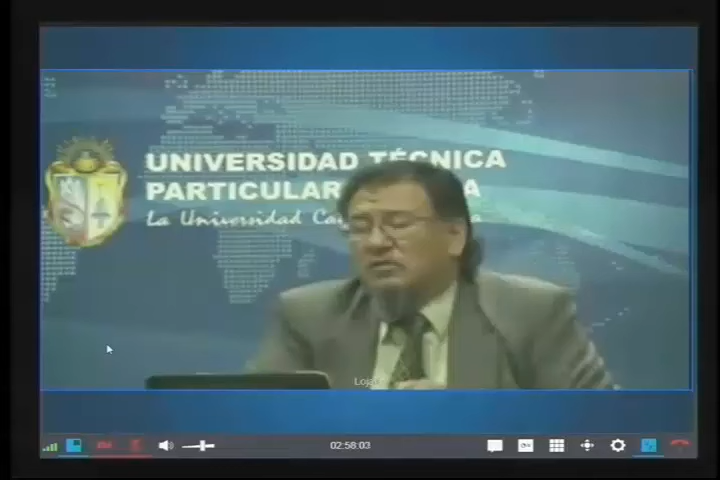 UNIVERSIDAD TÉCNICA
PARTICULAR
La Universidad
Loja
02:58:03